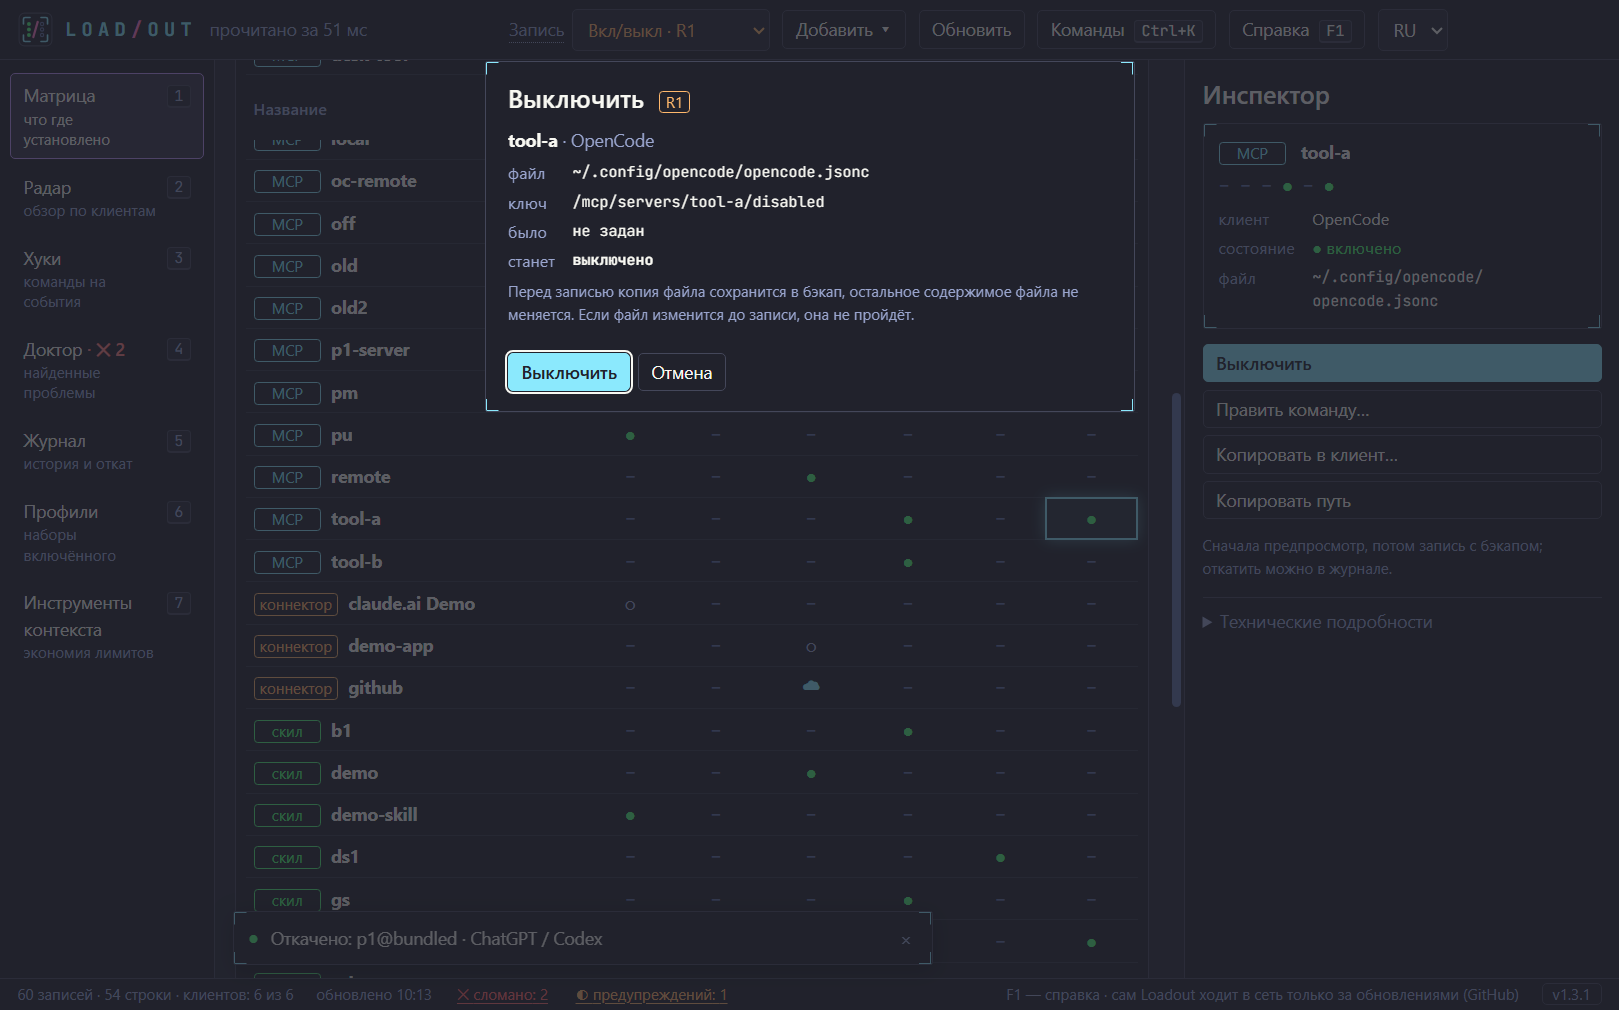 LOAD/OUT прочитано за 51 мс Запись Вкл/выкл · R1 Добавить ▾ Обновить Команды Ctrl+K Справка F1 RU
Матрица 1
что где
установлено
Радар 2
обзор по клиентам
Хуки 3
команды на
события
Доктор · ✕ 2 4
найденные
проблемы
Журнал 5
история и откат
Профили 6
наборы
включённого
Инструменты 7
контекста
экономия лимитов
Название
MCP local
MCP oc-remote
MCP off
MCP old
MCP old2
MCP p1-server
MCP pm
MCP pu
MCP remote
MCP tool-a
MCP tool-b
коннектор claude.ai Demo
коннектор demo-app
коннектор github
скил b1
скил demo
скил demo-skill
скил ds1
скил gs
Выключить R1
tool-a · OpenCode
файл ~/.config/opencode/opencode.jsonc
ключ /mcp/servers/tool-a/disabled
было не задан
станет выключено
Перед записью копия файла сохранится в бэкап, остальное содержимое файла не
меняется. Если файл изменится до записи, она не пройдёт.
Выключить Отмена
Откачено: p1@bundled · ChatGPT / Codex ×
Инспектор
MCP tool-a
клиент OpenCode
состояние ● включено
файл ~/.config/opencode/
opencode.jsonc
Выключить
Править команду...
Копировать в клиент...
Копировать путь
Сначала предпросмотр, потом запись с бэкапом;
откатить можно в журнале.
▶ Технические подробности
60 записей · 54 строки · клиентов: 6 из 6 обновлено 10:13 ✕ сломано: 2 ◐ предупреждений: 1 F1 — справка · сам Loadout ходит в сеть только за обновлениями (GitHub) v1.3.1